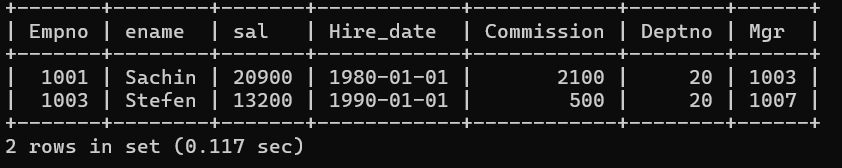 +-------+--------+-------+------------+------------+--------+------+
| Empno | ename  | sal   | Hire_date  | Commission | Deptno | Mgr  |
+-------+--------+-------+------------+------------+--------+------+
|  1001 | Sachin | 20900 | 1980-01-01 |       2100 |     20 | 1003 |
|  1003 | Stefen | 13200 | 1990-01-01 |        500 |     20 | 1007 |
+-------+--------+-------+------------+------------+--------+------+
2 rows in set (0.117 sec)